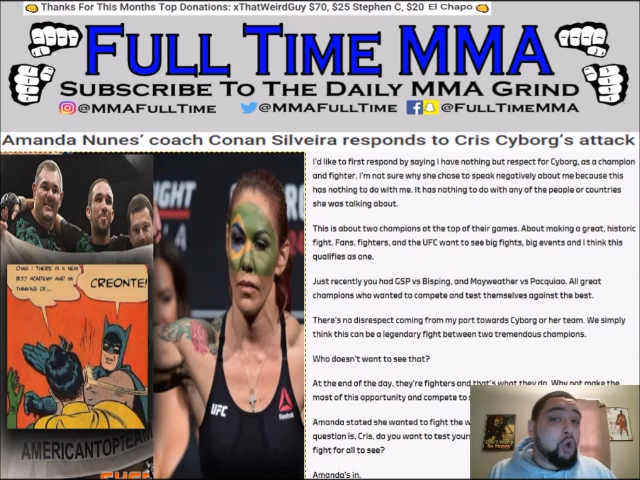 Thanks For This Months Top Donations: xThatWeirdGuy $70, $25 Stephen C, $20 El Chapo
FULL TIME MMA
SUBSCRIBE TO THE DAILY MMA GRIND
@MMAFULLTIME @MMAFULLTIME @FULLTIMEMMA
Amanda Nunes' coach Conan Silveira responds to Cris Cyborg's attack
I'd like to first respond by saying I have nothing but respect for Cyborg, as a champion
and fighter. I'm not sure why she chose to speak negatively about me because this
has nothing to do with me. It has nothing to do with any of the people or countries
she was talking about.
This is about two champions at the top of their games. About making a great, historic
fight. Fans, fighters, and the UFC want to see big fights, big events and I think this
qualifies as one.
Just recently you had GSP vs Bisping, and Mayweather vs Pacquiao. All great
champions who wanted to compete and test themselves against the best.
There's no disrespect coming from my part towards Cyborg or her team. We simply
think this can be a legendary fight between two tremendous champions.
Who doesn't want to see that?
At the end of the day, they're fighters and that's what they do. Why not make the
most of this opportunity and compete to
Amanda stated she wanted to fight the
question is, Cris, do you want to test
fight for all to see?
Amanda's in.
THERE IS A NEW
BJJ ACADEMY AND IM
THINKING OF...
CREONTE!
AMERICANTOPTEAM
UFC
Reebok